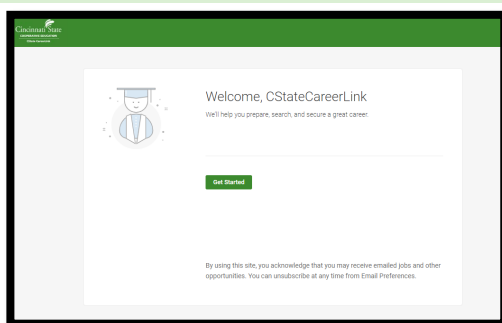 Cincinnati State
COOPERATIVE EDUCATION
Welcome, CStateCareerLink
We'll help you prepare, search, and secure a great career.
Get Started
By using this site, you acknowledge that you may receive emailed jobs and other
opportunities. You can unsubscribe at any time from Email Preferences.